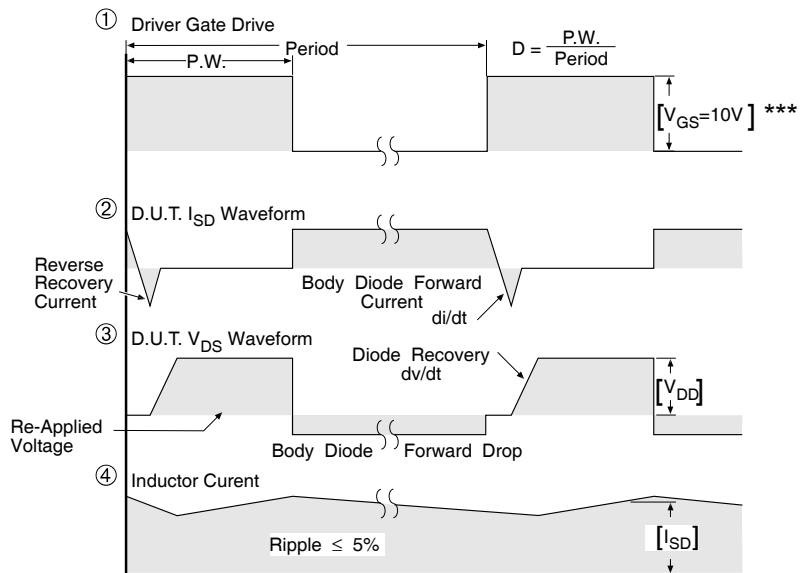 ① Driver Gate Drive
Period
P.W.
D = P.W. / Period
[VGS=10V] ***
② D.U.T. ISD Waveform
Reverse
Recovery
Current
Body Diode Forward
Current
di/dt
③ D.U.T. VDS Waveform
Diode Recovery
dv/dt
[VDD]
Re-Applied
Voltage
Body Diode Forward Drop
④ Inductor Curent
Ripple ≤ 5%
[ISD]